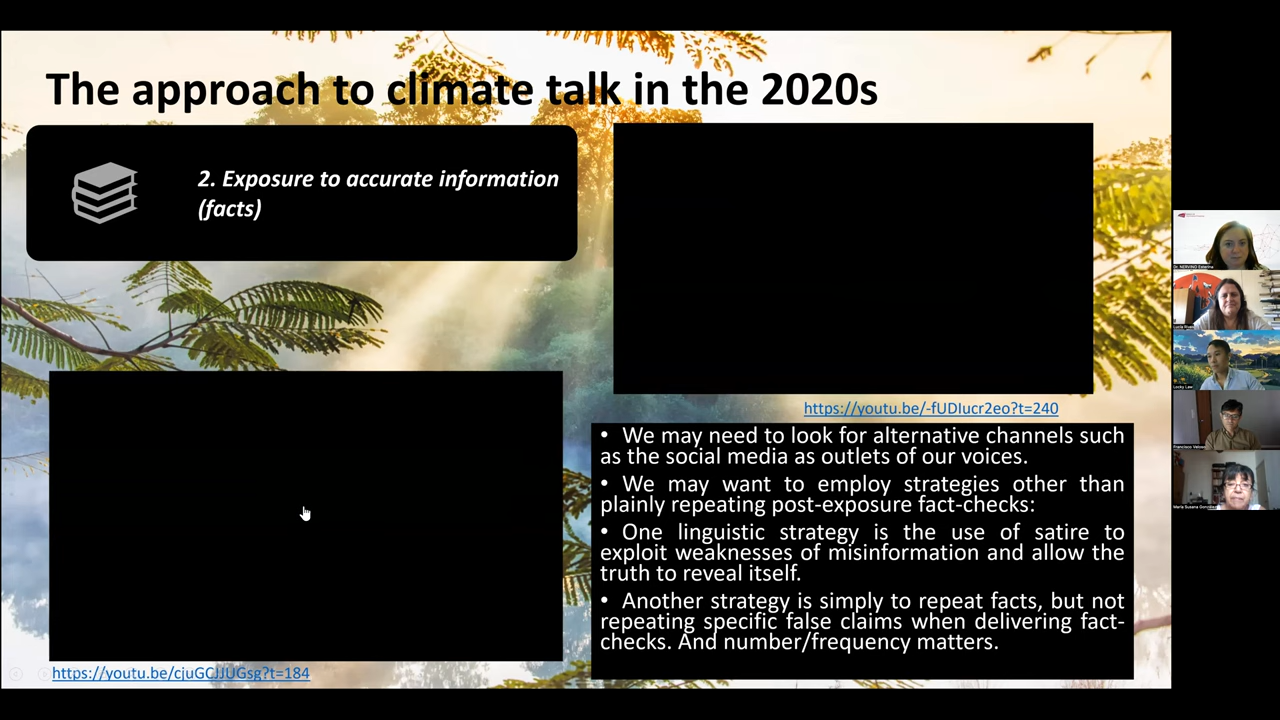 The approach to climate talk in the 2020s
2. Exposure to accurate information
(facts)
https://youtu.be/-fUDIucr2eo?t=240
• We may need to look for alternative channels such
as the social media as outlets of our voices.
• We may want to employ strategies other than
plainly repeating post-exposure fact-checks:
• One linguistic strategy is the use of satire to
exploit weaknesses of misinformation and allow the
truth to reveal itself.
• Another strategy is simply to repeat facts, but not
repeating specific false claims when delivering fact-
checks. And number/frequency matters.
https://youtu.be/cjuGCJJUGsg?t=184
Dr. NERVINO Esterina
Locky Law